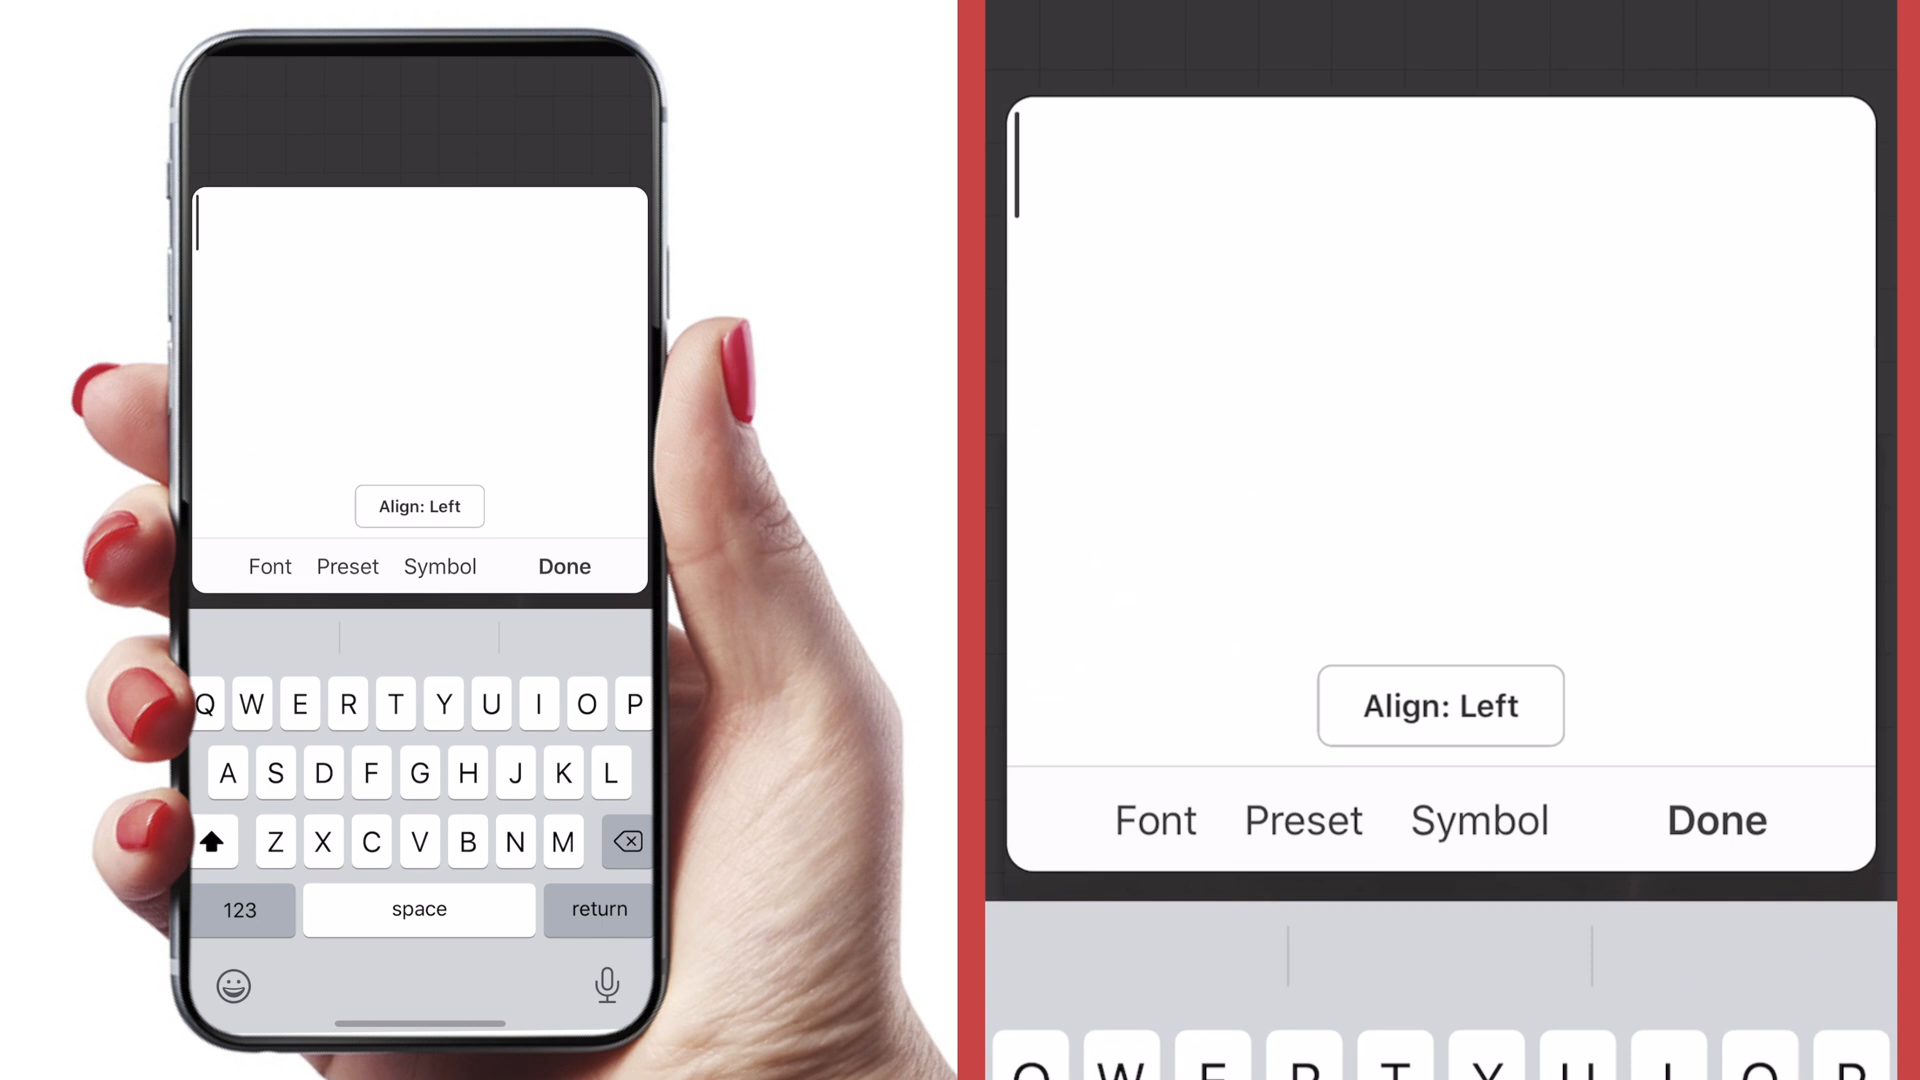 Align: Left
Font Preset Symbol Done
Q W E R T Y U I O P
A S D F G H J K L
Z X C V B N M
123 space return
Align: Left
Font Preset Symbol Done
Q W E R T Y U I O P